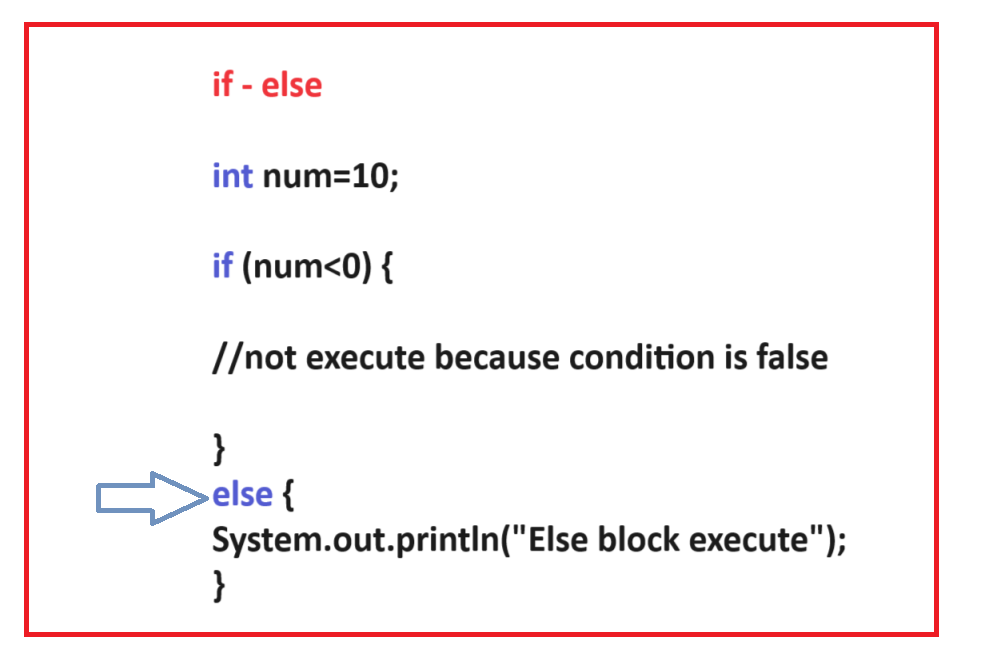 if - else
int num=10;
if (num<0) {
//not execute because condition is false
}
else {
System.out.println("Else block execute");
}